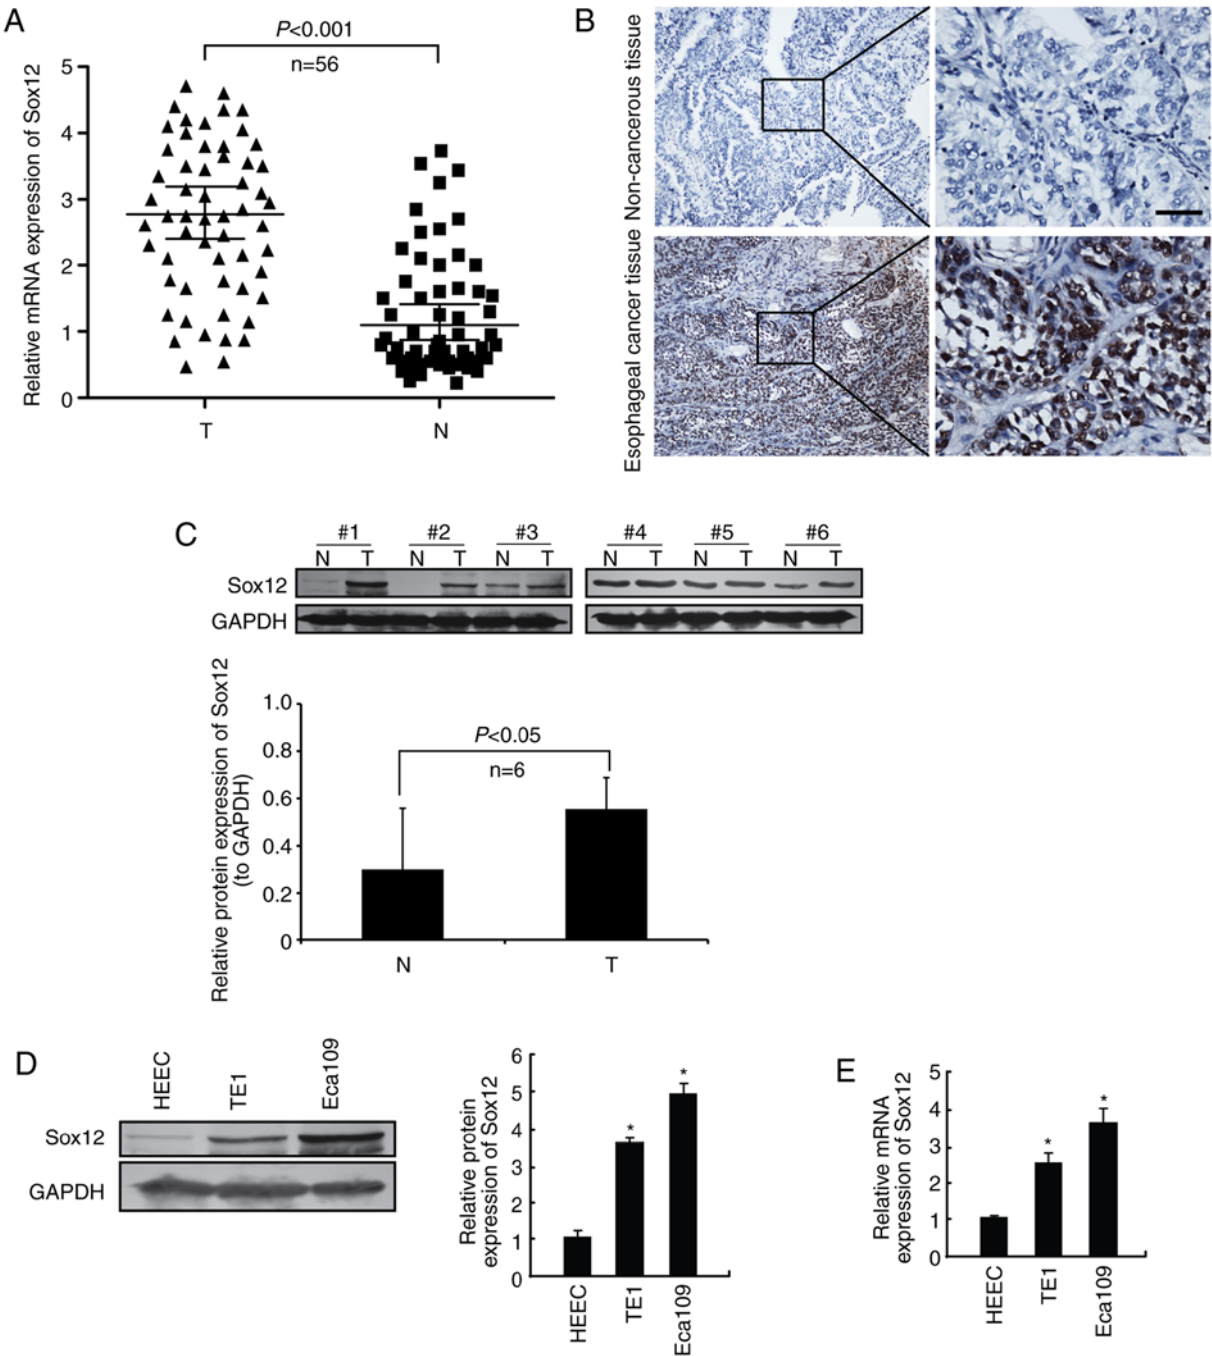 A
P<0.001
n=56
Relative mRNA expression of Sox12
5
4
3
2
1
0
T
N
B
Non-cancerous tissue
Esophageal cancer tissue
C
#1
#2
#3
#4
#5
#6
N T N T N T N T N T N T
Sox12
GAPDH
Relative protein expression of Sox12
(to GAPDH)
1.0
0.8
0.6
0.4
0.2
0
P<0.05
n=6
N
T
D
HEEC
TE1
Eca109
Sox12
GAPDH
Relative protein
expression of Sox12
6
5
4
3
2
1
0
*
*
HEEC
TE1
Eca109
E
Relative mRNA
expression of Sox12
5
4
3
2
1
0
*
*
HEEC
TE1
Eca109